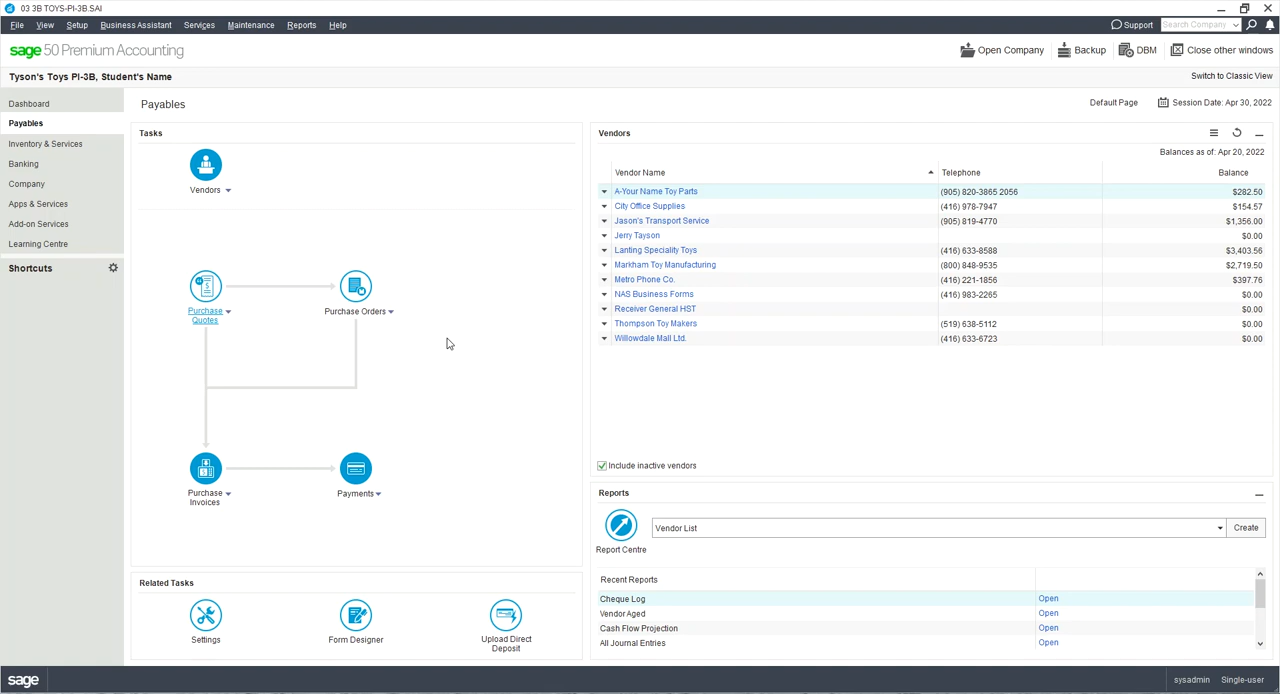 03 3B TOYS-PI-3B.SAI
File View Setup Business Assistant Services Maintenance Reports Help
Support Search Company
sage 50 Premium Accounting
Open Company Backup DBM Close other windows
Tyson's Toys PI-3B, Student's Name
Switch to Classic View
Dashboard
Payables
Inventory & Services
Banking
Company
Apps & Services
Add-on Services
Learning Centre
Shortcuts
Payables
Default Page Session Date: Apr 30, 2022
Tasks
Vendors
Purchase
Quotes
Purchase Orders
Purchase
Invoices
Payments
Related Tasks
Settings
Form Designer
Upload Direct
Deposit
Vendors
Balances as of: Apr 20, 2022
Vendor Name Telephone Balance
A-Your Name Toy Parts (905) 820-3865 2056 $282.50
City Office Supplies (416) 978-7947 $154.57
Jason's Transport Service (905) 819-4770 $1,356.00
Jerry Tayson $0.00
Lanting Speciality Toys (416) 633-8588 $3,403.56
Markham Toy Manufacturing (800) 848-9535 $2,719.50
Metro Phone Co. (416) 221-1856 $397.76
NAS Business Forms (416) 983-2265 $0.00
Receiver General HST $0.00
Thompson Toy Makers (519) 638-5112 $0.00
Willowdale Mall Ltd. (416) 633-6723 $0.00
Include inactive vendors
Reports
Report Centre
Vendor List Create
Recent Reports
Cheque Log Open
Vendor Aged Open
Cash Flow Projection Open
All Journal Entries Open
sage
sysadmin Single-user